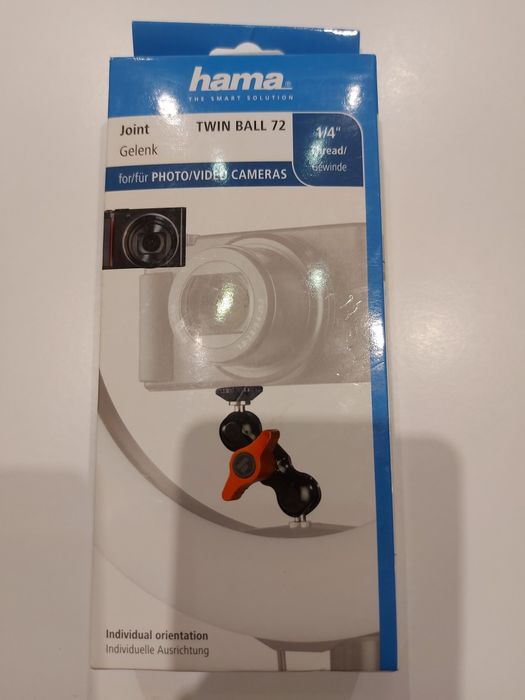 hama®
THE SMART SOLUTION
Joint
Gelenk
TWIN BALL 72
1/4"
Thread/
Gewinde
for/für PHOTO/VIDEO CAMERAS
Individual orientation
Individuelle Ausrichtung